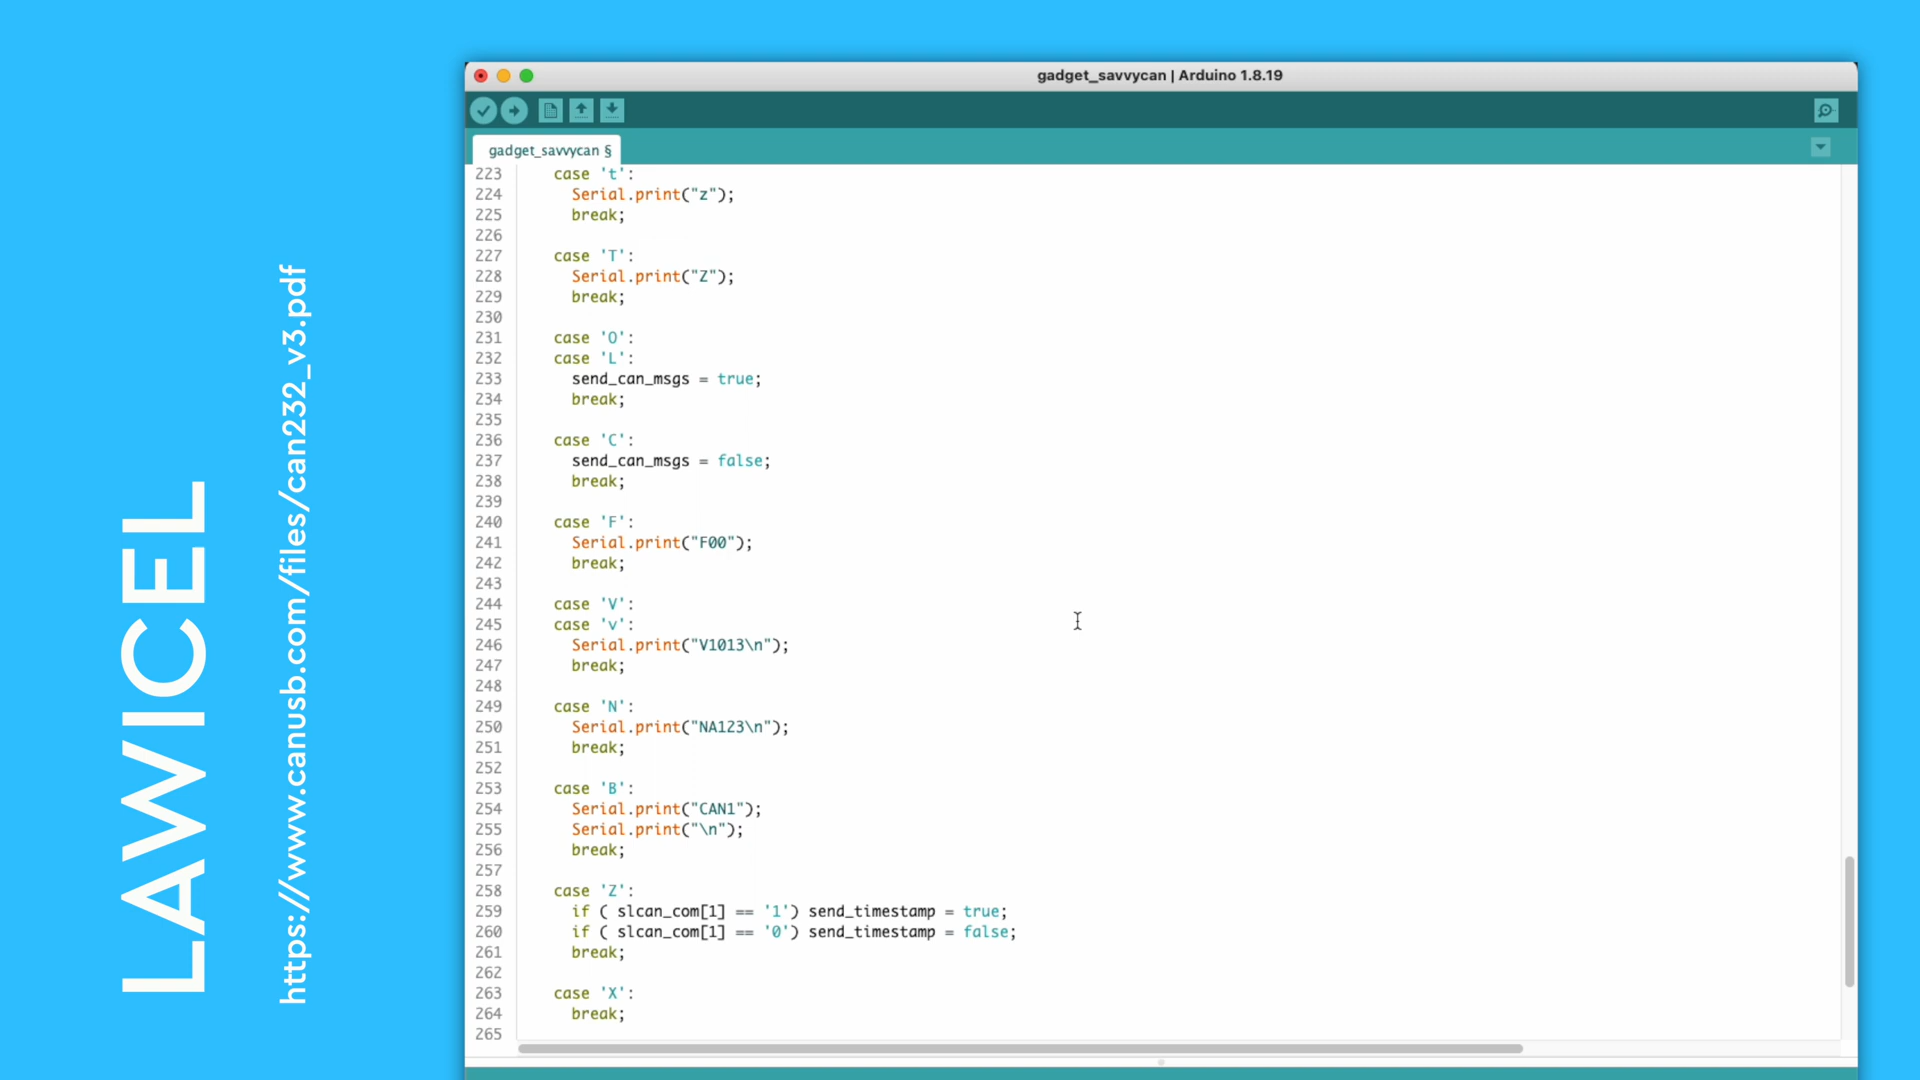 LAWICEL
https://www.canusb.com/files/can232_v3.pdf
gadget_savvycan | Arduino 1.8.19
gadget_savvycan §
223 case 't':
224 Serial.print("z");
225 break;
226
227 case 'T':
228 Serial.print("Z");
229 break;
230
231 case 'O':
232 case 'L':
233 send_can_msgs = true;
234 break;
235
236 case 'C':
237 send_can_msgs = false;
238 break;
239
240 case 'F':
241 Serial.print("F00");
242 break;
243
244 case 'V':
245 case 'v':
246 Serial.print("V1013\n");
247 break;
248
249 case 'N':
250 Serial.print("NA123\n");
251 break;
252
253 case 'B':
254 Serial.print("CAN1");
255 Serial.print("\n");
256 break;
257
258 case 'Z':
259 if ( slcan_com[1] == '1') send_timestamp = true;
260 if ( slcan_com[1] == '0') send_timestamp = false;
261 break;
262
263 case 'X':
264 break;
265